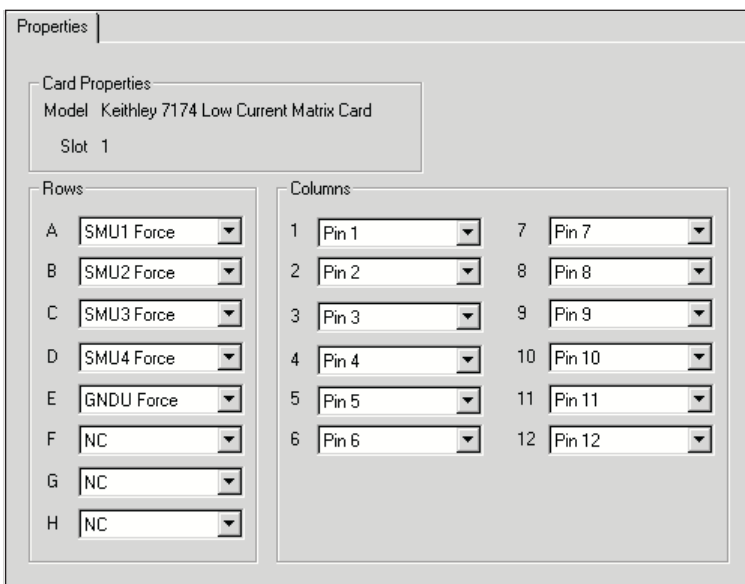 Properties
Card Properties
Model Keithley 7174 Low Current Matrix Card
Slot 1
Rows
A SMU1 Force
B SMU2 Force
C SMU3 Force
D SMU4 Force
E GNDU Force
F NC
G NC
H NC
Columns
1 Pin 1
2 Pin 2
3 Pin 3
4 Pin 4
5 Pin 5
6 Pin 6
7 Pin 7
8 Pin 8
9 Pin 9
10 Pin 10
11 Pin 11
12 Pin 12